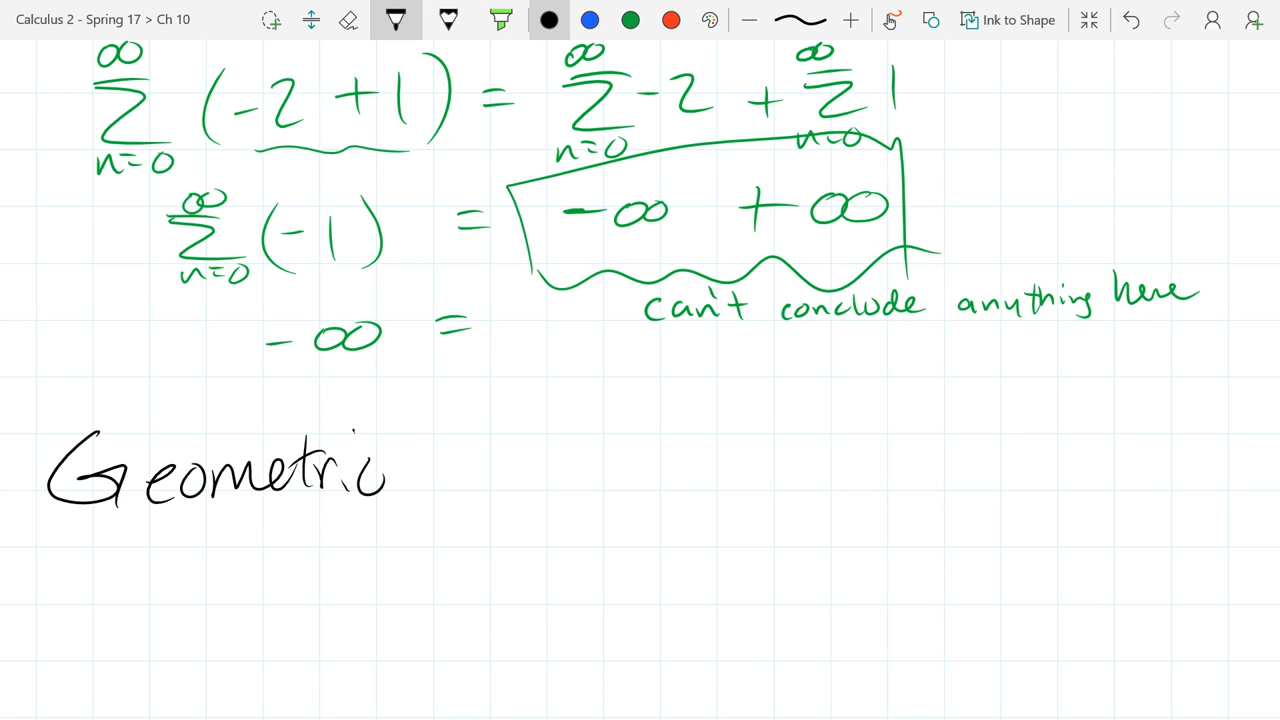 Calculus 2 - Spring 17 > Ch 10
Ink to Shape
∞ ∞ ∞
∑ (-2 + 1) = ∑ -2 + ∑ 1
n=0 n=0 n=0
∞
∑ (-1) = -∞ + ∞
n=0
can't conclude anything here
-∞ =
Geometric